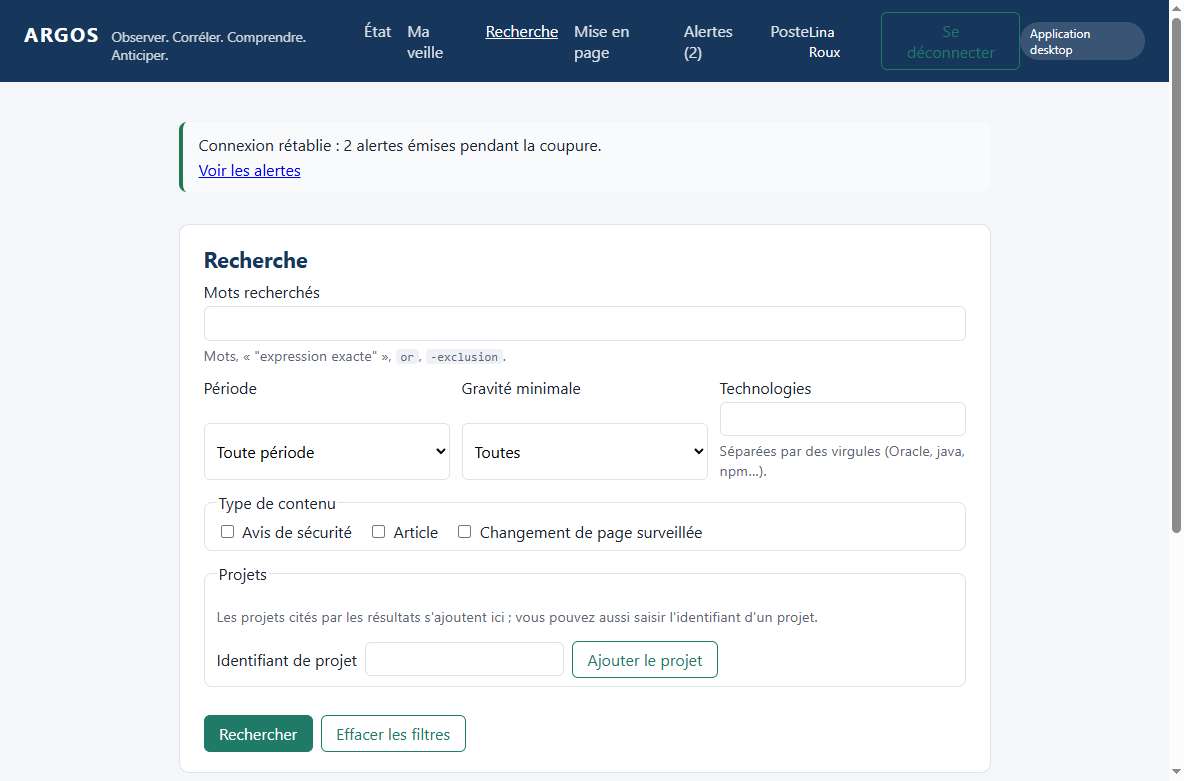 ARGOS
Observer. Corréler. Comprendre.
Anticiper.
État
Ma
veille
Recherche
Mise en
page
Alertes
(2)
Poste
Lina
Roux
Se
déconnecter
Application
desktop
Connexion rétablie : 2 alertes émises pendant la coupure.
Voir les alertes
Recherche
Mots recherchés
Mots, « "expression exacte" », or, -exclusion.
Période
Gravité minimale
Technologies
Toute période
Toutes
Séparées par des virgules (Oracle, java,
npm…).
Type de contenu
Avis de sécurité
Article
Changement de page surveillée
Projets
Les projets cités par les résultats s'ajoutent ici ; vous pouvez aussi saisir l'identifiant d'un projet.
Identifiant de projet
Ajouter le projet
Rechercher
Effacer les filtres